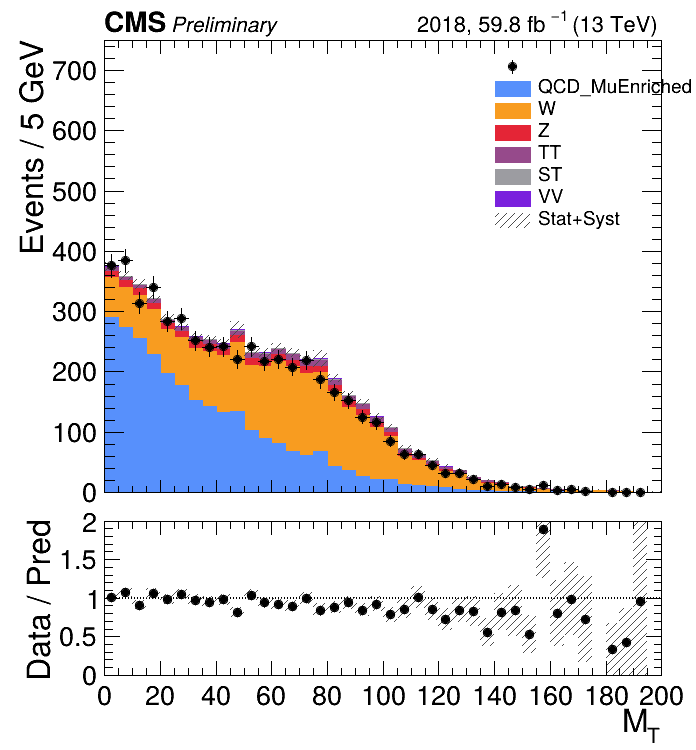 CMS Preliminary 2018, 59.8 fb⁻¹ (13 TeV)
Events / 5 GeV
700
600
500
400
300
200
100
0
QCD_MuEnriched
W
Z
TT
ST
VV
Stat+Syst
Data / Pred
2
1.5
1
0.5
0
0 20 40 60 80 100 120 140 160 180 200
M_T